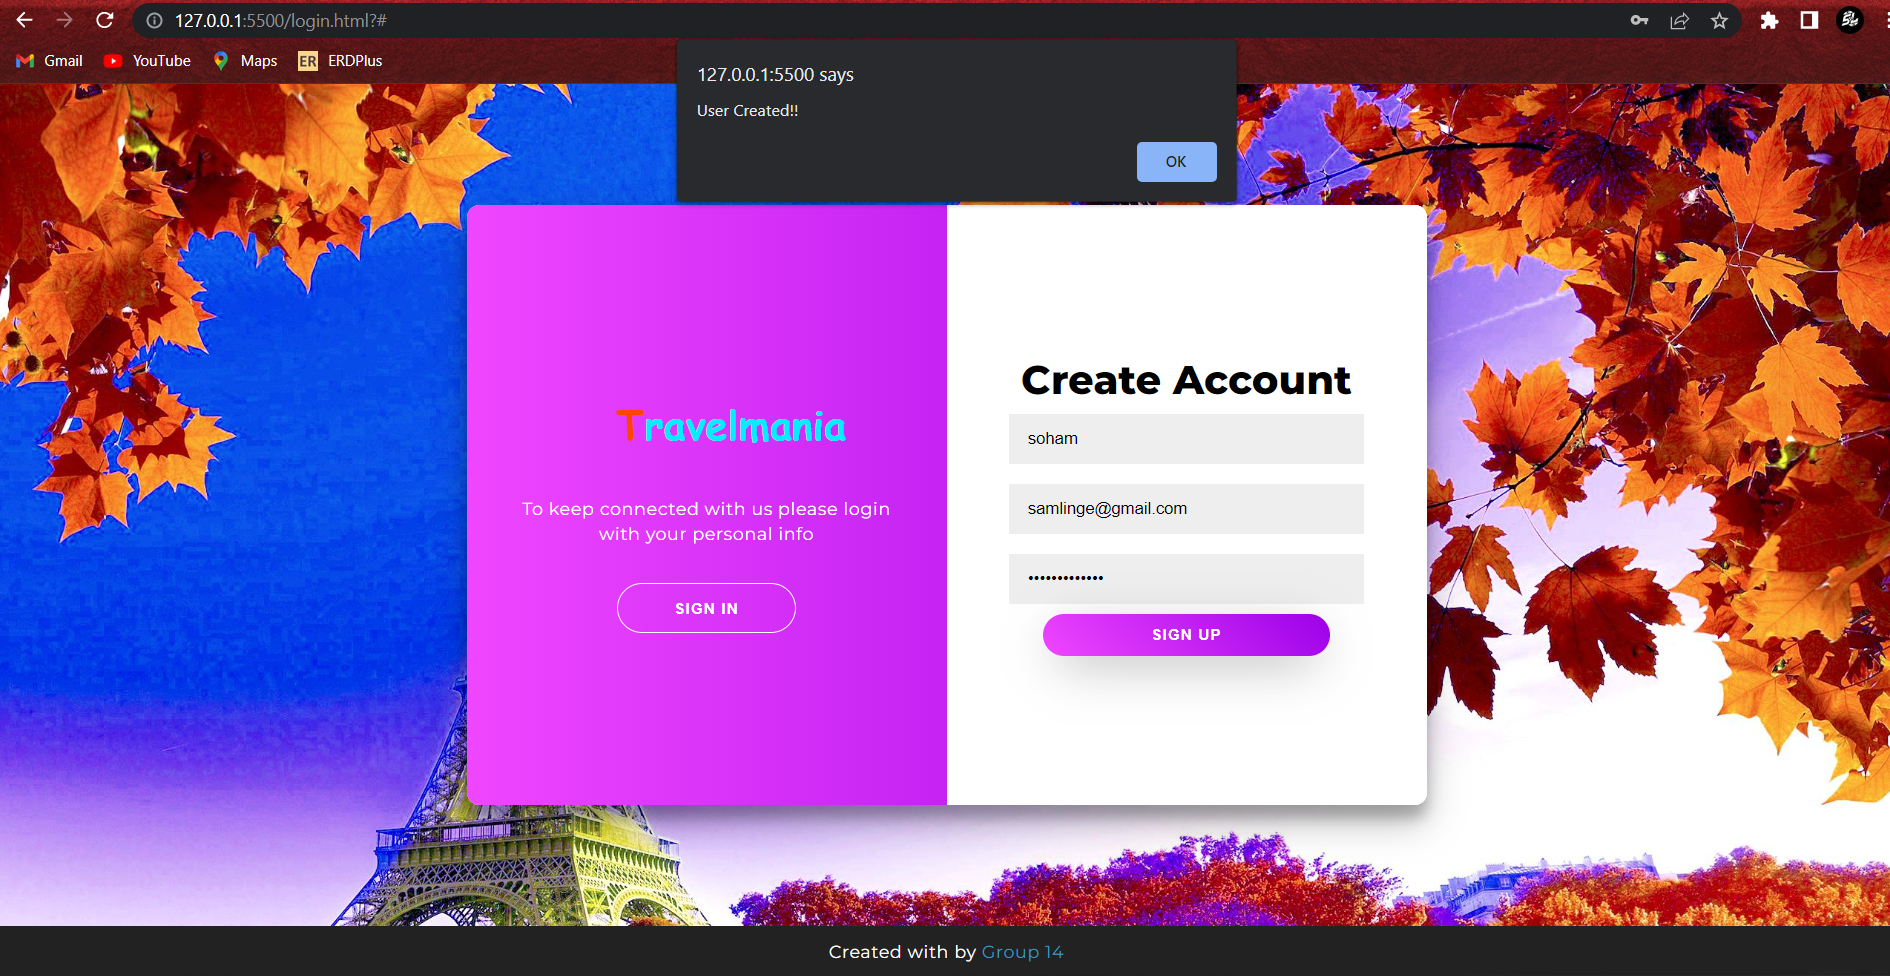 127.0.0.1:5500/login.html?#
Gmail YouTube Maps ER ERDPlus
127.0.0.1:5500 says
User Created!!
OK
Travelmania
To keep connected with us please login
with your personal info
SIGN IN
Create Account
soham
samlinge@gmail.com
•••••••••••••
SIGN UP
Created with by Group 14